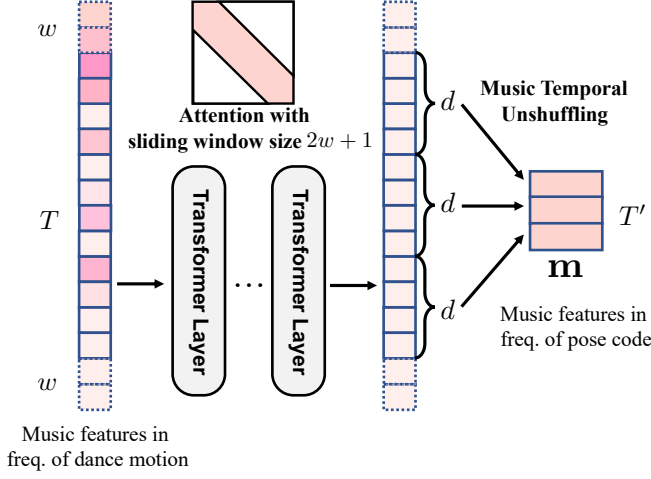 w
Attention with
sliding window size 2w + 1
Music Temporal
Unshuffling
d
T
Transformer Layer
...
Transformer Layer
d
T′
m
d
Music features in
freq. of pose code
w
Music features in
freq. of dance motion